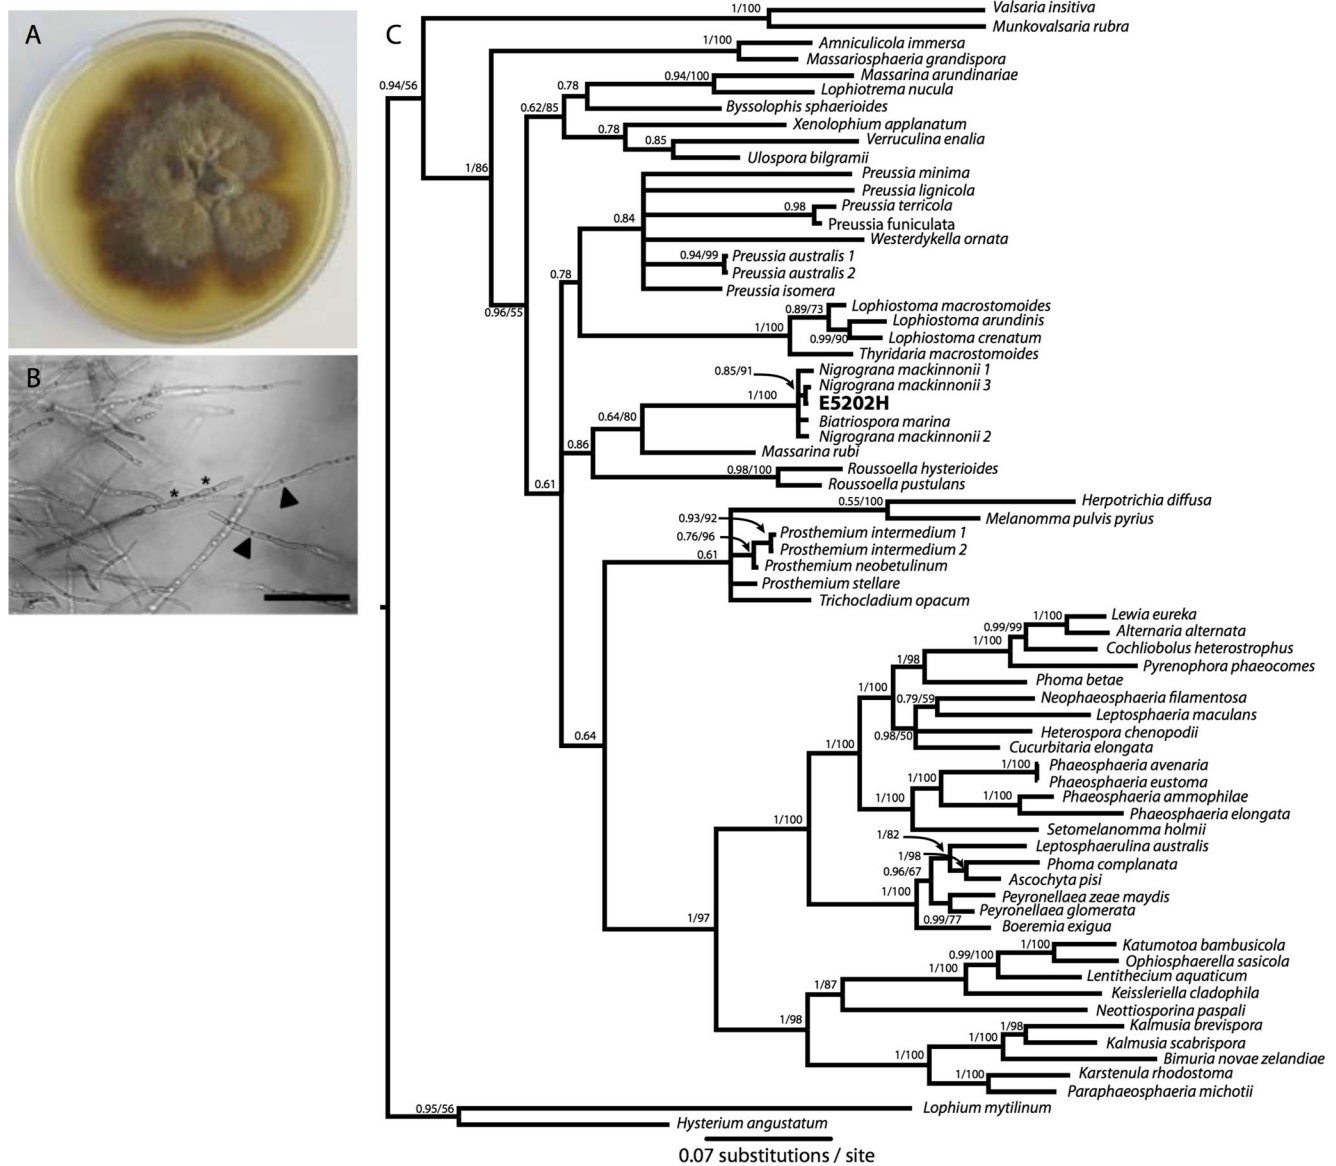 A
B
* *
C
1/100
Valsaria insitiva
Munkovalsaria rubra
0.94/56
1/100
Amniculicola immersa
Massariosphaeria grandispora
1/86
0.94/100
Massarina arundinariae
Lophiotrema nucula
0.78
Byssolophis sphaerioides
0.62/85
0.78
Xenolophium applanatum
0.85
Verruculina enalia
Ulospora bilgramii
0.96/55
Preussia minima
Preussia lignicola
0.98
Preussia terricola
Preussia funiculata
0.84
Westerdykella ornata
0.94/99
Preussia australis 1
Preussia australis 2
Preussia isomera
0.78
0.89/73
Lophiostoma macrostomoides
Lophiostoma arundinis
0.99/90
Lophiostoma crenatum
1/100
Thyridaria macrostomoides
0.85/91
Nigrograna mackinnonii 1
Nigrograna mackinnonii 3
1/100
E5202H
Biatriospora marina
Nigrograna mackinnonii 2
0.64/80
Massarina rubi
0.86
0.98/100
Roussoella hysterioides
Roussoella pustulans
0.61
0.55/100
Herpotrichia diffusa
Melanomma pulvis pyrius
0.93/92
Prosthemium intermedium 1
0.76/96
Prosthemium intermedium 2
0.61
Prosthemium neobetulinum
Prosthemium stellare
Trichocladium opacum
0.64
1/100
Lewia eureka
0.99/99
Alternaria alternata
1/100
Cochliobolus heterostrophus
Pyrenophora phaeocomes
1/98
Phoma betae
1/100
0.79/59
Neophaeosphaeria filamentosa
Leptosphaeria maculans
0.98/50
Heterospora chenopodii
Cucurbitaria elongata
1/100
1/100
Phaeosphaeria avenaria
Phaeosphaeria eustoma
1/100
1/100
Phaeosphaeria ammophilae
Phaeosphaeria elongata
1/100
Setomelanomma holmii
1/100
1/82
Leptosphaerulina australis
1/98
Phoma complanata
0.96/67
Ascochyta pisi
1/100
Peyronellaea zeae maydis
Peyronellaea glomerata
0.99/77
Boeremia exigua
1/97
1/100
Katumotoa bambusicola
0.99/100
Ophiosphaerella sasicola
1/100
Lentithecium aquaticum
Keissleriella cladophila
1/87
Neottiosporina paspali
1/98
1/98
Kalmusia brevispora
1/100
Kalmusia scabrispora
Bimuria novae zelandiae
1/100
1/100
Karstenula rhodostoma
Paraphaeosphaeria michotii
0.95/56
Lophium mytilinum
Hysterium angustatum
0.07 substitutions / site